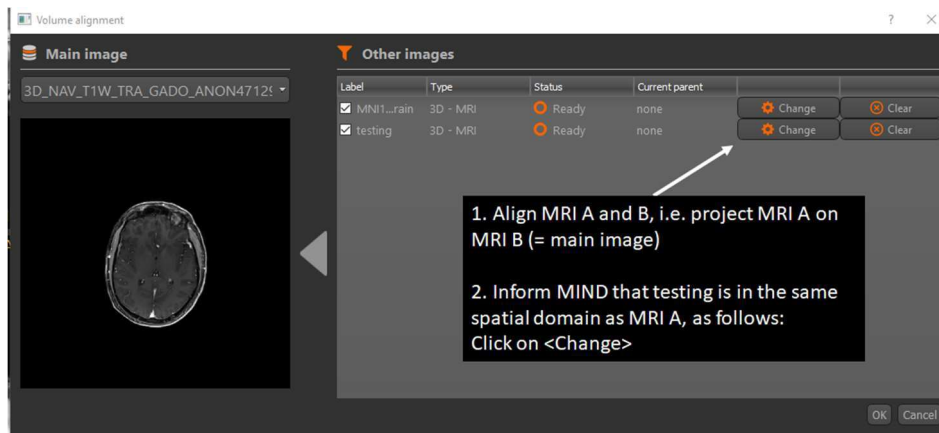 Volume alignment
?
Main image
Other images
3D_NAV_T1W_TRA_GADO_ANON47129
Label Type Status Current parent
MNI1...rain 3D - MRI Ready none Change Clear
testing 3D - MRI Ready none Change Clear
1. Align MRI A and B, i.e. project MRI A on
MRI B (= main image)
2. Inform MIND that testing is in the same
spatial domain as MRI A, as follows:
Click on <Change>
OK Cancel